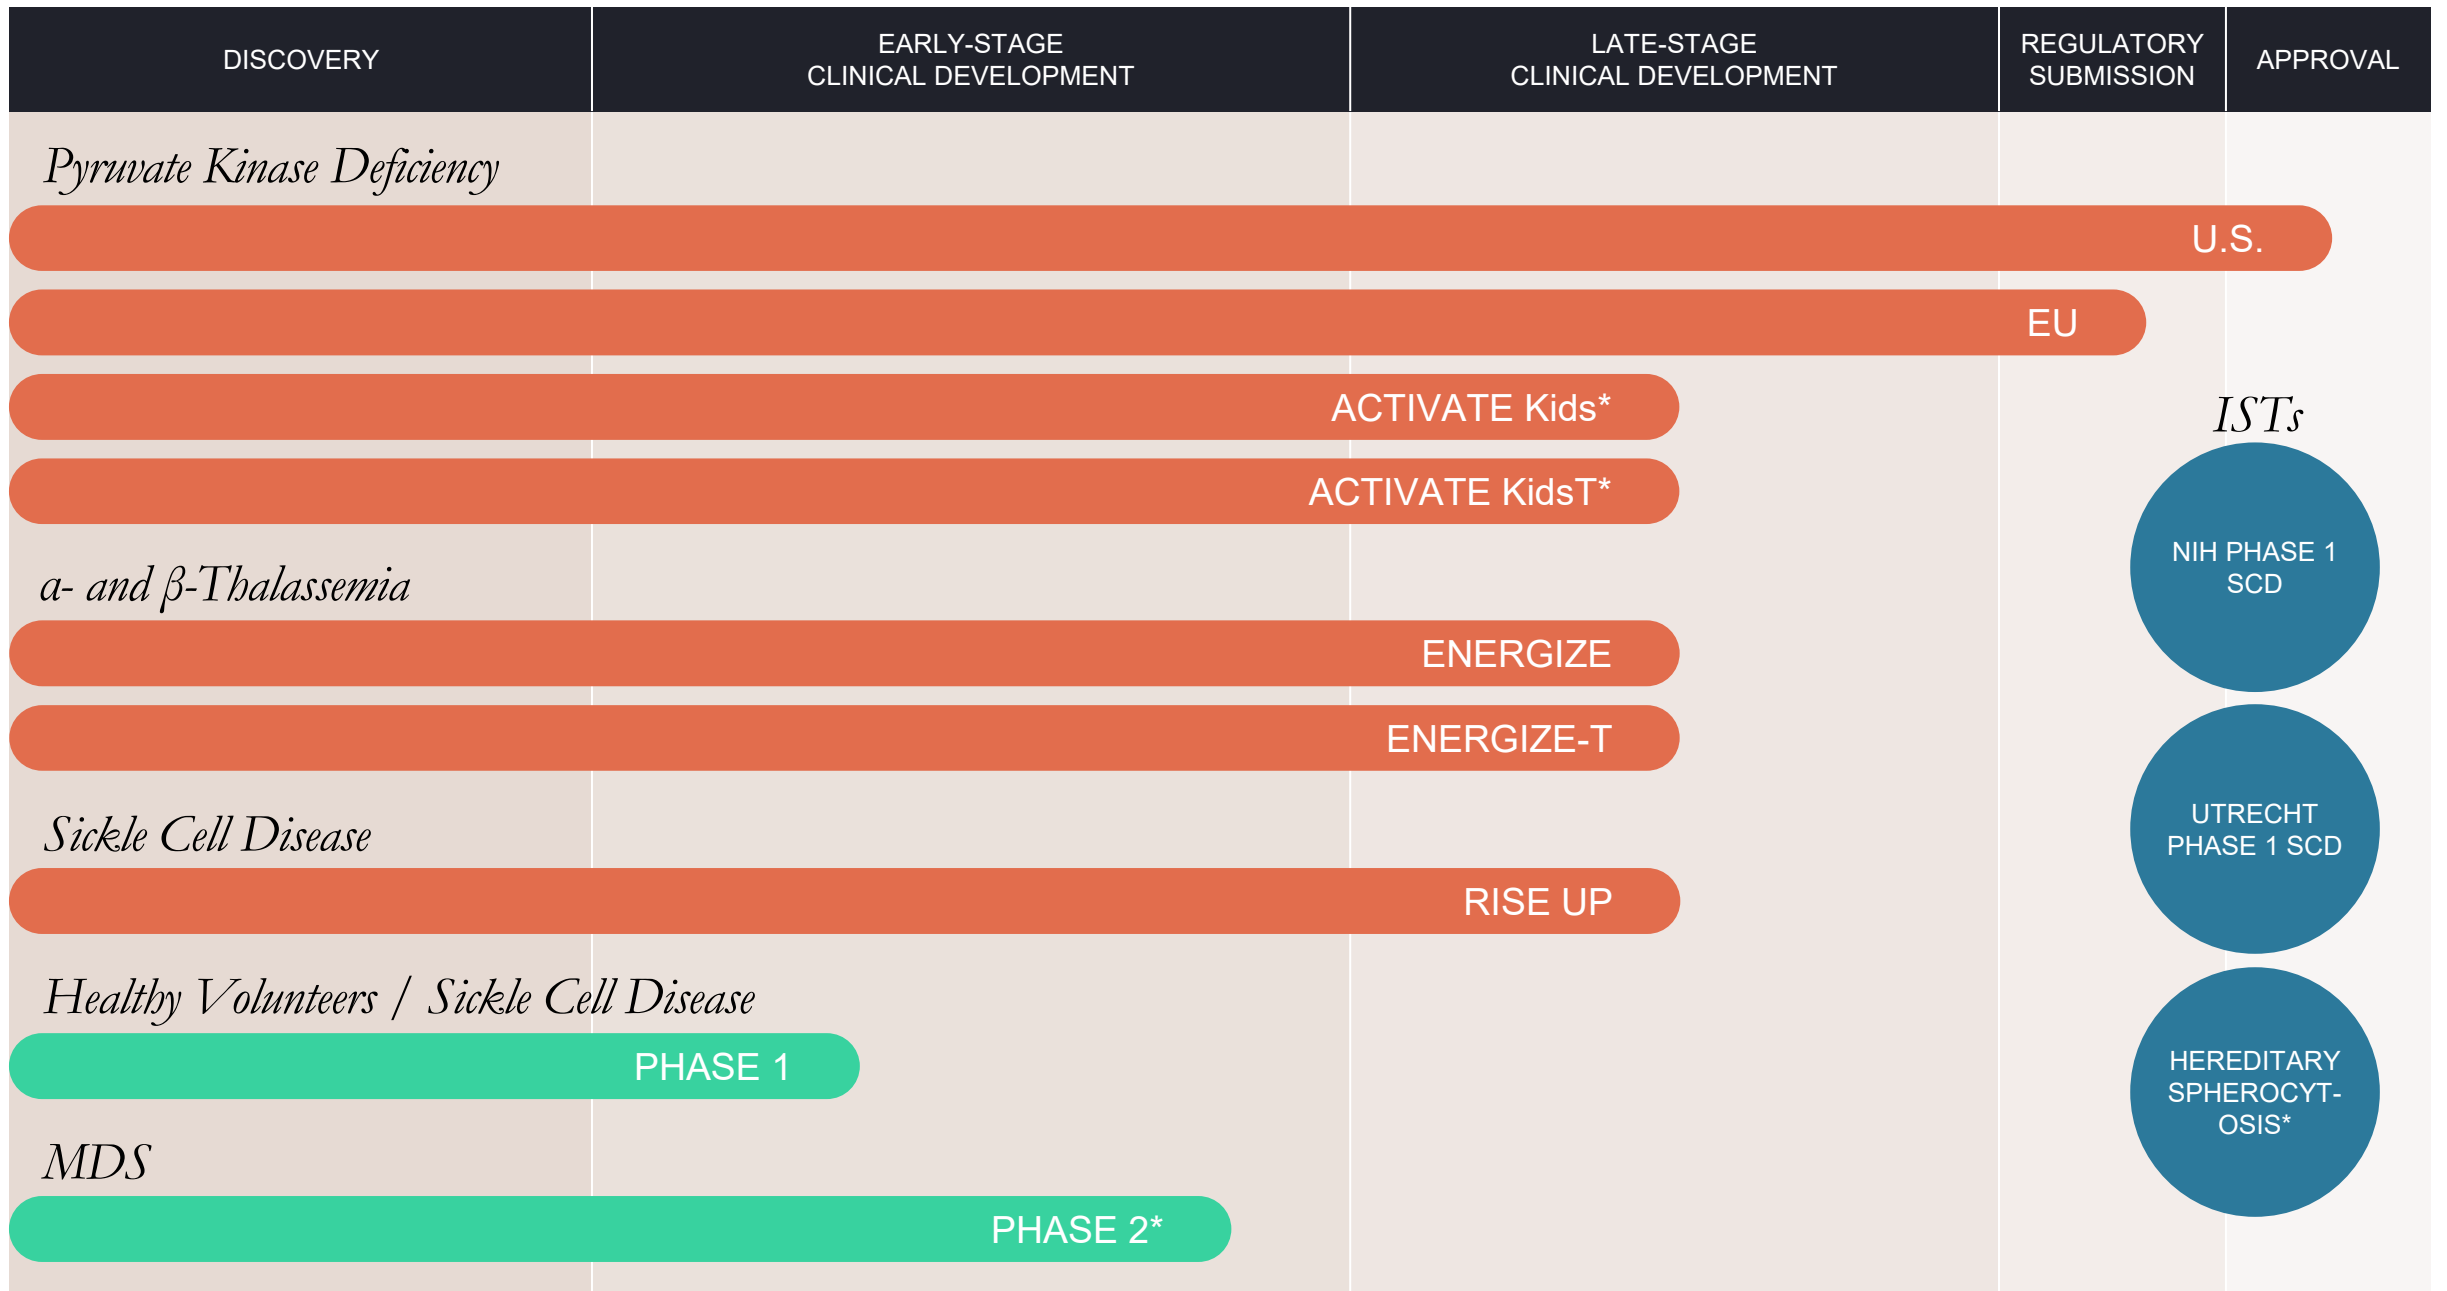 DISCOVERY
EARLY-STAGE
CLINICAL DEVELOPMENT
LATE-STAGE
CLINICAL DEVELOPMENT
REGULATORY
SUBMISSION
APPROVAL
Pyruvate Kinase Deficiency
U.S.
EU
ACTIVATE Kids*
ACTIVATE KidsT*
α- and β-Thalassemia
ENERGIZE
ENERGIZE-T
Sickle Cell Disease
RISE UP
Healthy Volunteers / Sickle Cell Disease
PHASE 1
MDS
PHASE 2*
ISTs
NIH PHASE 1
SCD
UTRECHT
PHASE 1 SCD
HEREDITARY
SPHEROCYT-
OSIS*